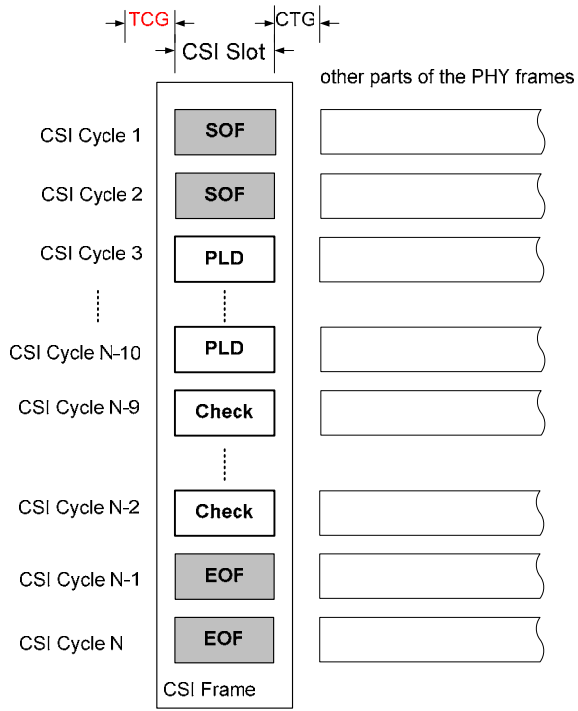 TCG
CTG
CSI Slot
other parts of the PHY frames
CSI Cycle 1
SOF
CSI Cycle 2
SOF
CSI Cycle 3
PLD
CSI Cycle N-10
PLD
CSI Cycle N-9
Check
CSI Cycle N-2
Check
CSI Cycle N-1
EOF
CSI Cycle N
EOF
CSI Frame